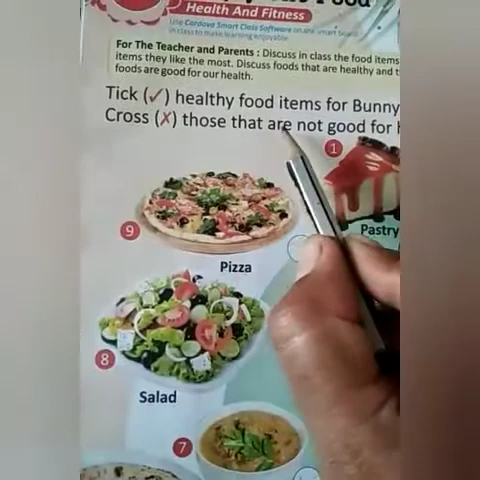 Health And Fitness
Use Cordova Smart Class Software on the smart board
in class to make learning enjoyable.
For The Teacher and Parents : Discuss in class the food items
items they like the most. Discuss foods that are healthy and
foods are good for our health.
Tick (✓) healthy food items for Bunny
Cross (✗) those that are not good for
1
Pastry
9
Pizza
8
Salad
7